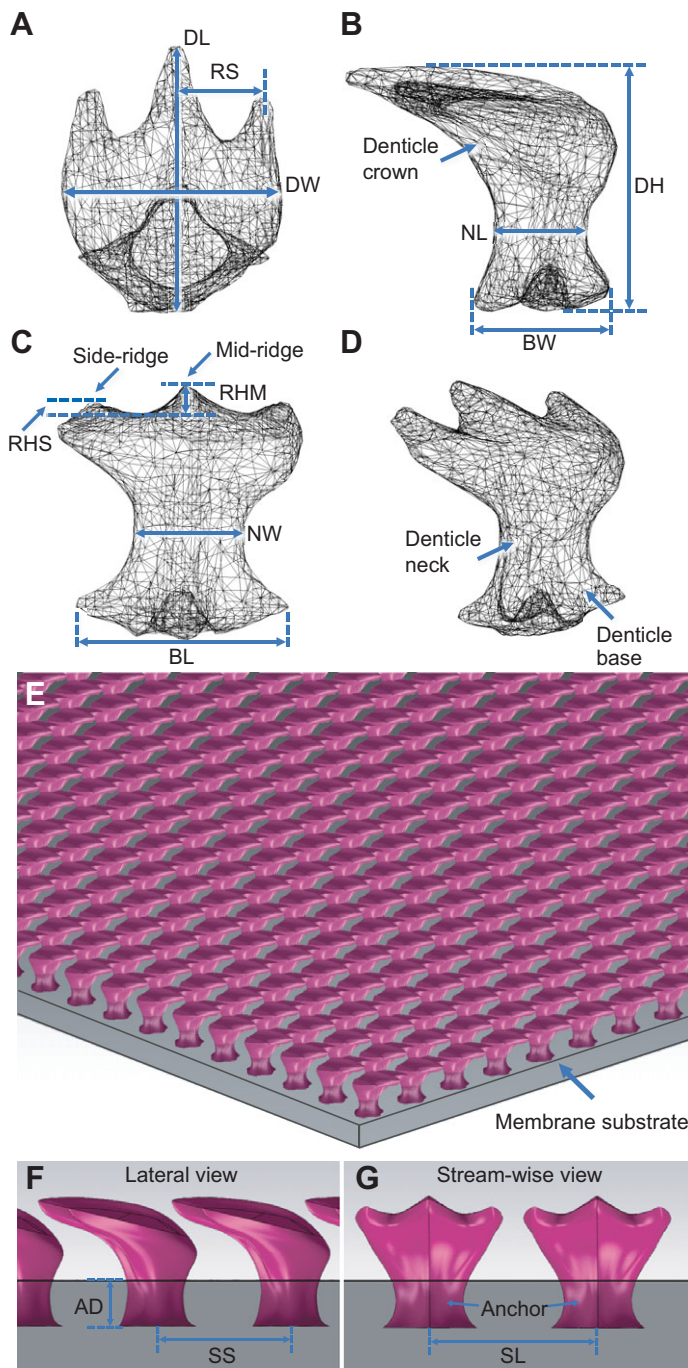 A
DL
RS
DW
B
Denticle
crown
DH
NL
BW
C
Side-ridge
Mid-ridge
RHM
RHS
NW
BL
D
Denticle
neck
Denticle
base
E
Membrane substrate
F
Lateral view
AD
SS
G
Stream-wise view
Anchor
SL